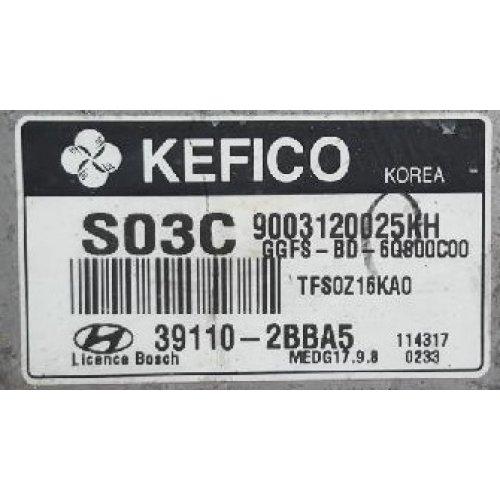 KEFICO KOREA
S03C 9003120025KH
GGFS-BD-6Q800C00
TFS0Z16KA0
39110-2BBA5 114317
Licence Bosch MEDG17.9.8 0233